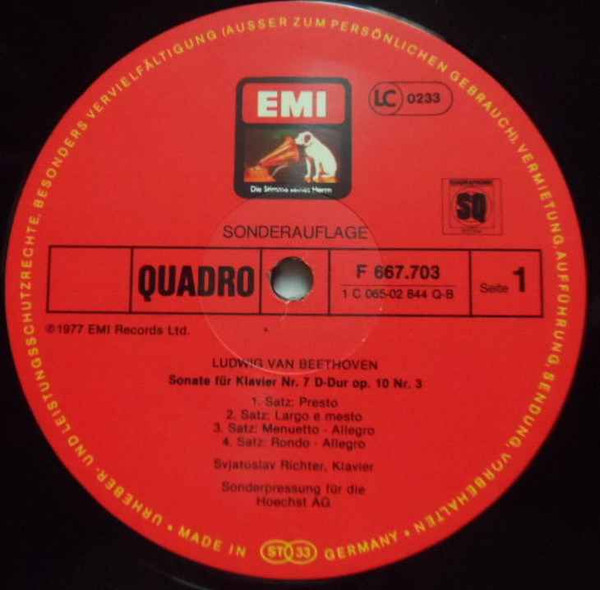 URHEBER- UND LEISTUNGSSCHUTZRECHTE, BESONDERS VERVIELFÄLTIGUNG (AUSSER ZUM PERSÖNLICHEN GEBRAUCH), VERMIETUNG, AUFFÜHRUNG, SENDUNG, VORBEHALTEN •
EMI
LC 0233
Die Stimme seines Herrn
SQ
SONDERAUFLAGE
QUADRO
F 667.703
1 C 065-02 844 Q-B
Seite 1
℗1977 EMI Records Ltd.
LUDWIG VAN BEETHOVEN
Sonate für Klavier Nr. 7 D-Dur op. 10 Nr. 3
1. Satz: Presto
2. Satz: Largo e mesto
3. Satz: Menuetto - Allegro
4. Satz: Rondo - Allegro
Svjatoslav Richter, Klavier
Sonderpressung für die
Hoechst AG
MADE IN ST 33 GERMANY •